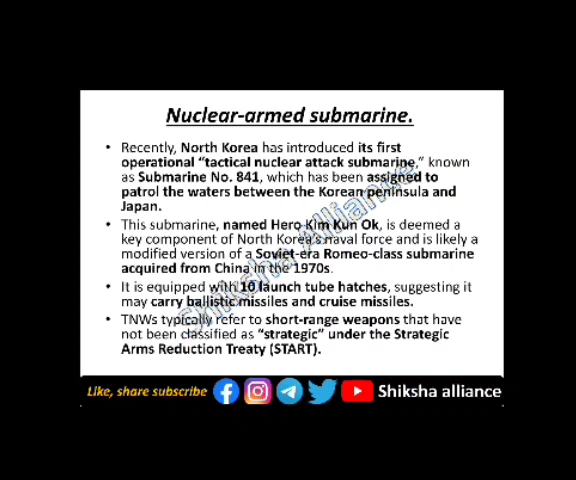 Nuclear-armed submarine.
• Recently, North Korea has introduced its first
operational “tactical nuclear attack submarine,” known
as Submarine No. 841, which has been assigned to
patrol the waters between the Korean peninsula and
Japan.
• This submarine, named Hero Kim Kun Ok, is deemed a
key component of North Korea's naval force and is likely a
modified version of a Soviet-era Romeo-class submarine
acquired from China in the 1970s.
• It is equipped with 10 launch tube hatches, suggesting it
may carry ballistic missiles and cruise missiles.
• TNWs typically refer to short-range weapons that have
not been classified as “strategic” under the Strategic
Arms Reduction Treaty (START).
Shiksha Alliance
Like, share subscribe Shiksha alliance